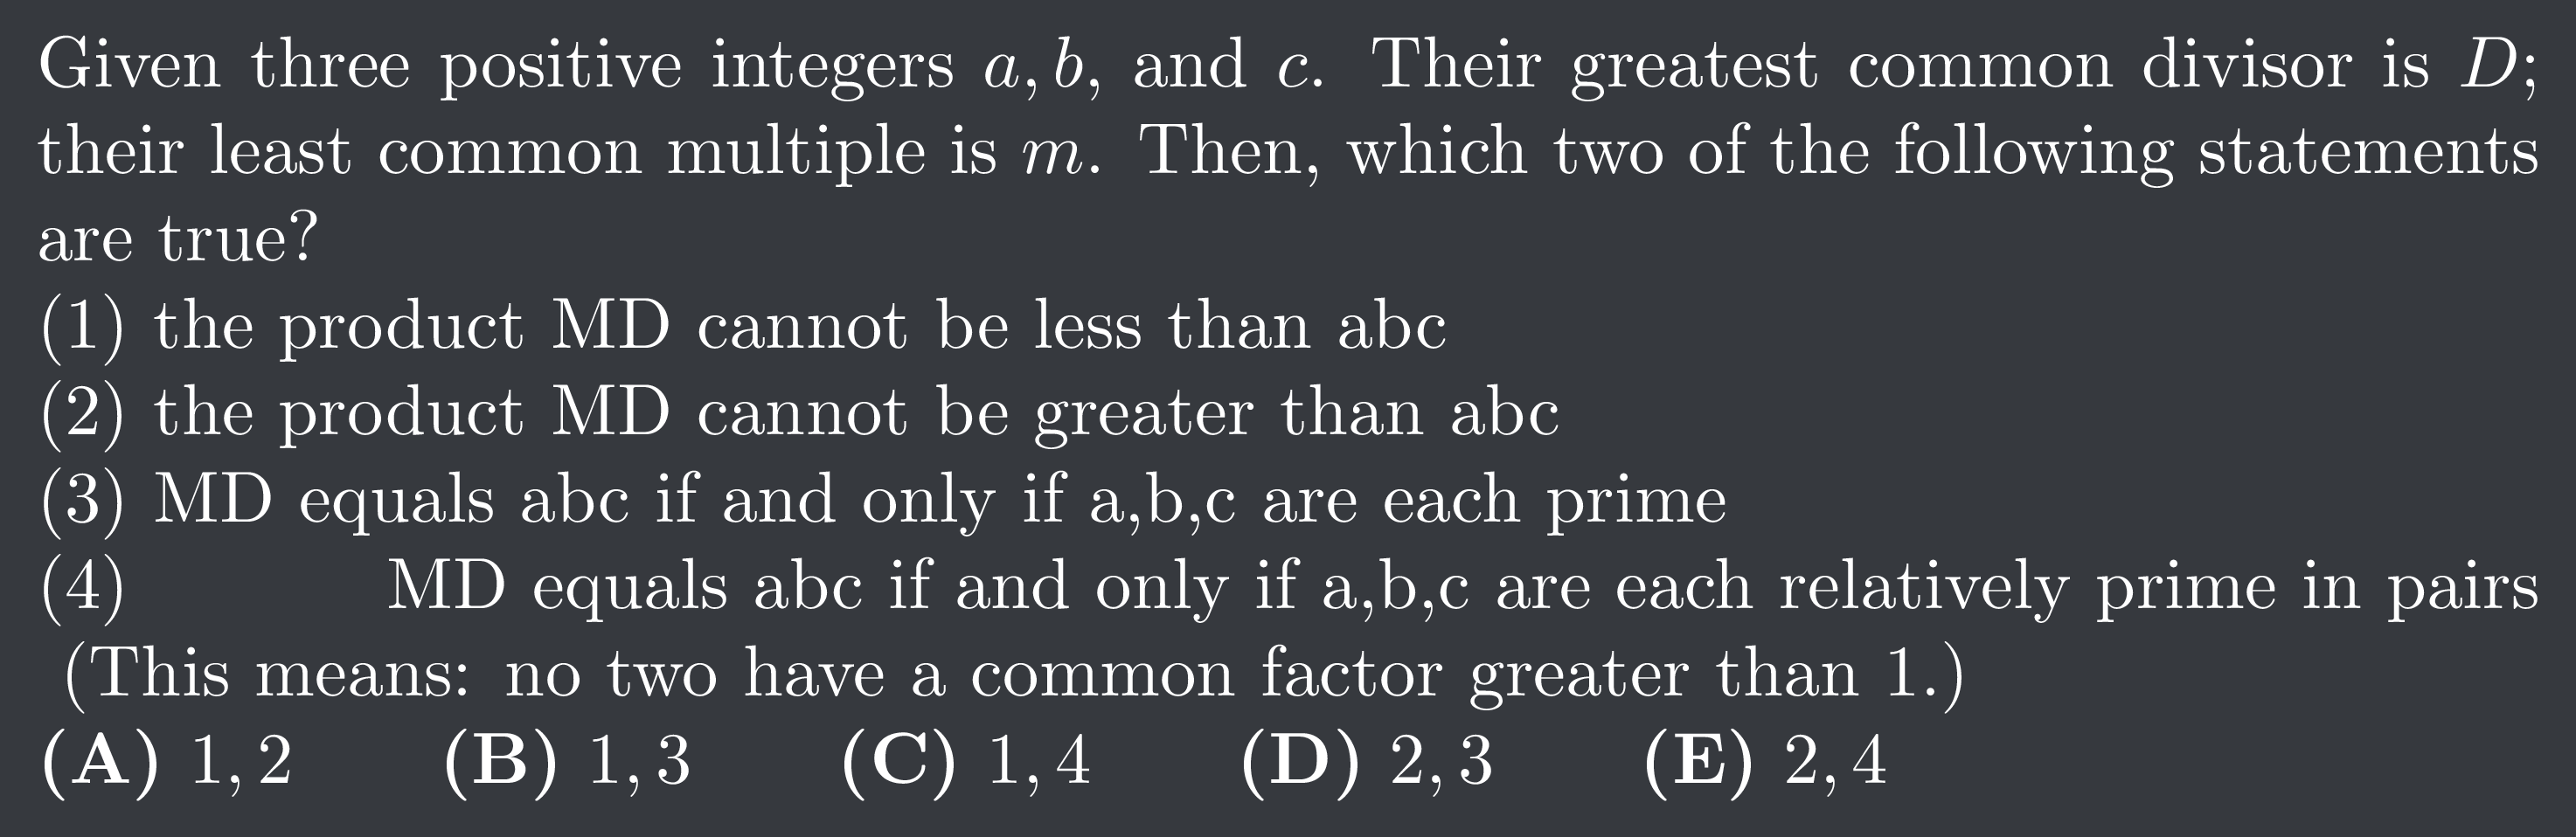 Given three positive integers a, b, and c. Their greatest common divisor is D;
their least common multiple is m. Then, which two of the following statements
are true?
(1) the product MD cannot be less than abc
(2) the product MD cannot be greater than abc
(3) MD equals abc if and only if a,b,c are each prime
(4) MD equals abc if and only if a,b,c are each relatively prime in pairs
(This means: no two have a common factor greater than 1.)
(A) 1, 2 (B) 1, 3 (C) 1, 4 (D) 2, 3 (E) 2, 4